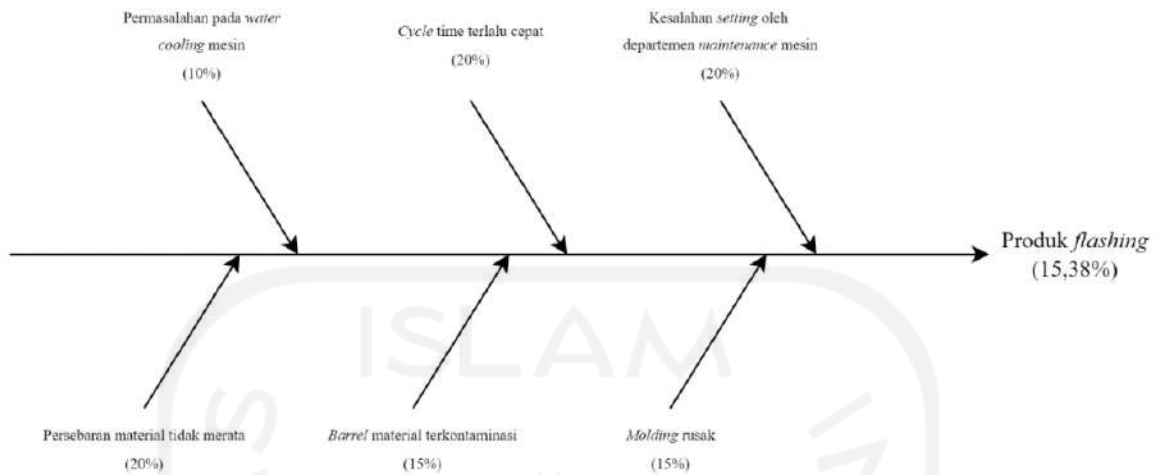 Permasalahan pada water
cooling mesin
(10%)
Cycle time terlalu cepat
(20%)
Kesalahan setting oleh
departemen maintenance mesin
(20%)
Produk flashing
(15,38%)
ISLAM
Persebaran material tidak merata
(20%)
Barrel material terkontaminasi
(15%)
Molding rusak
(15%)